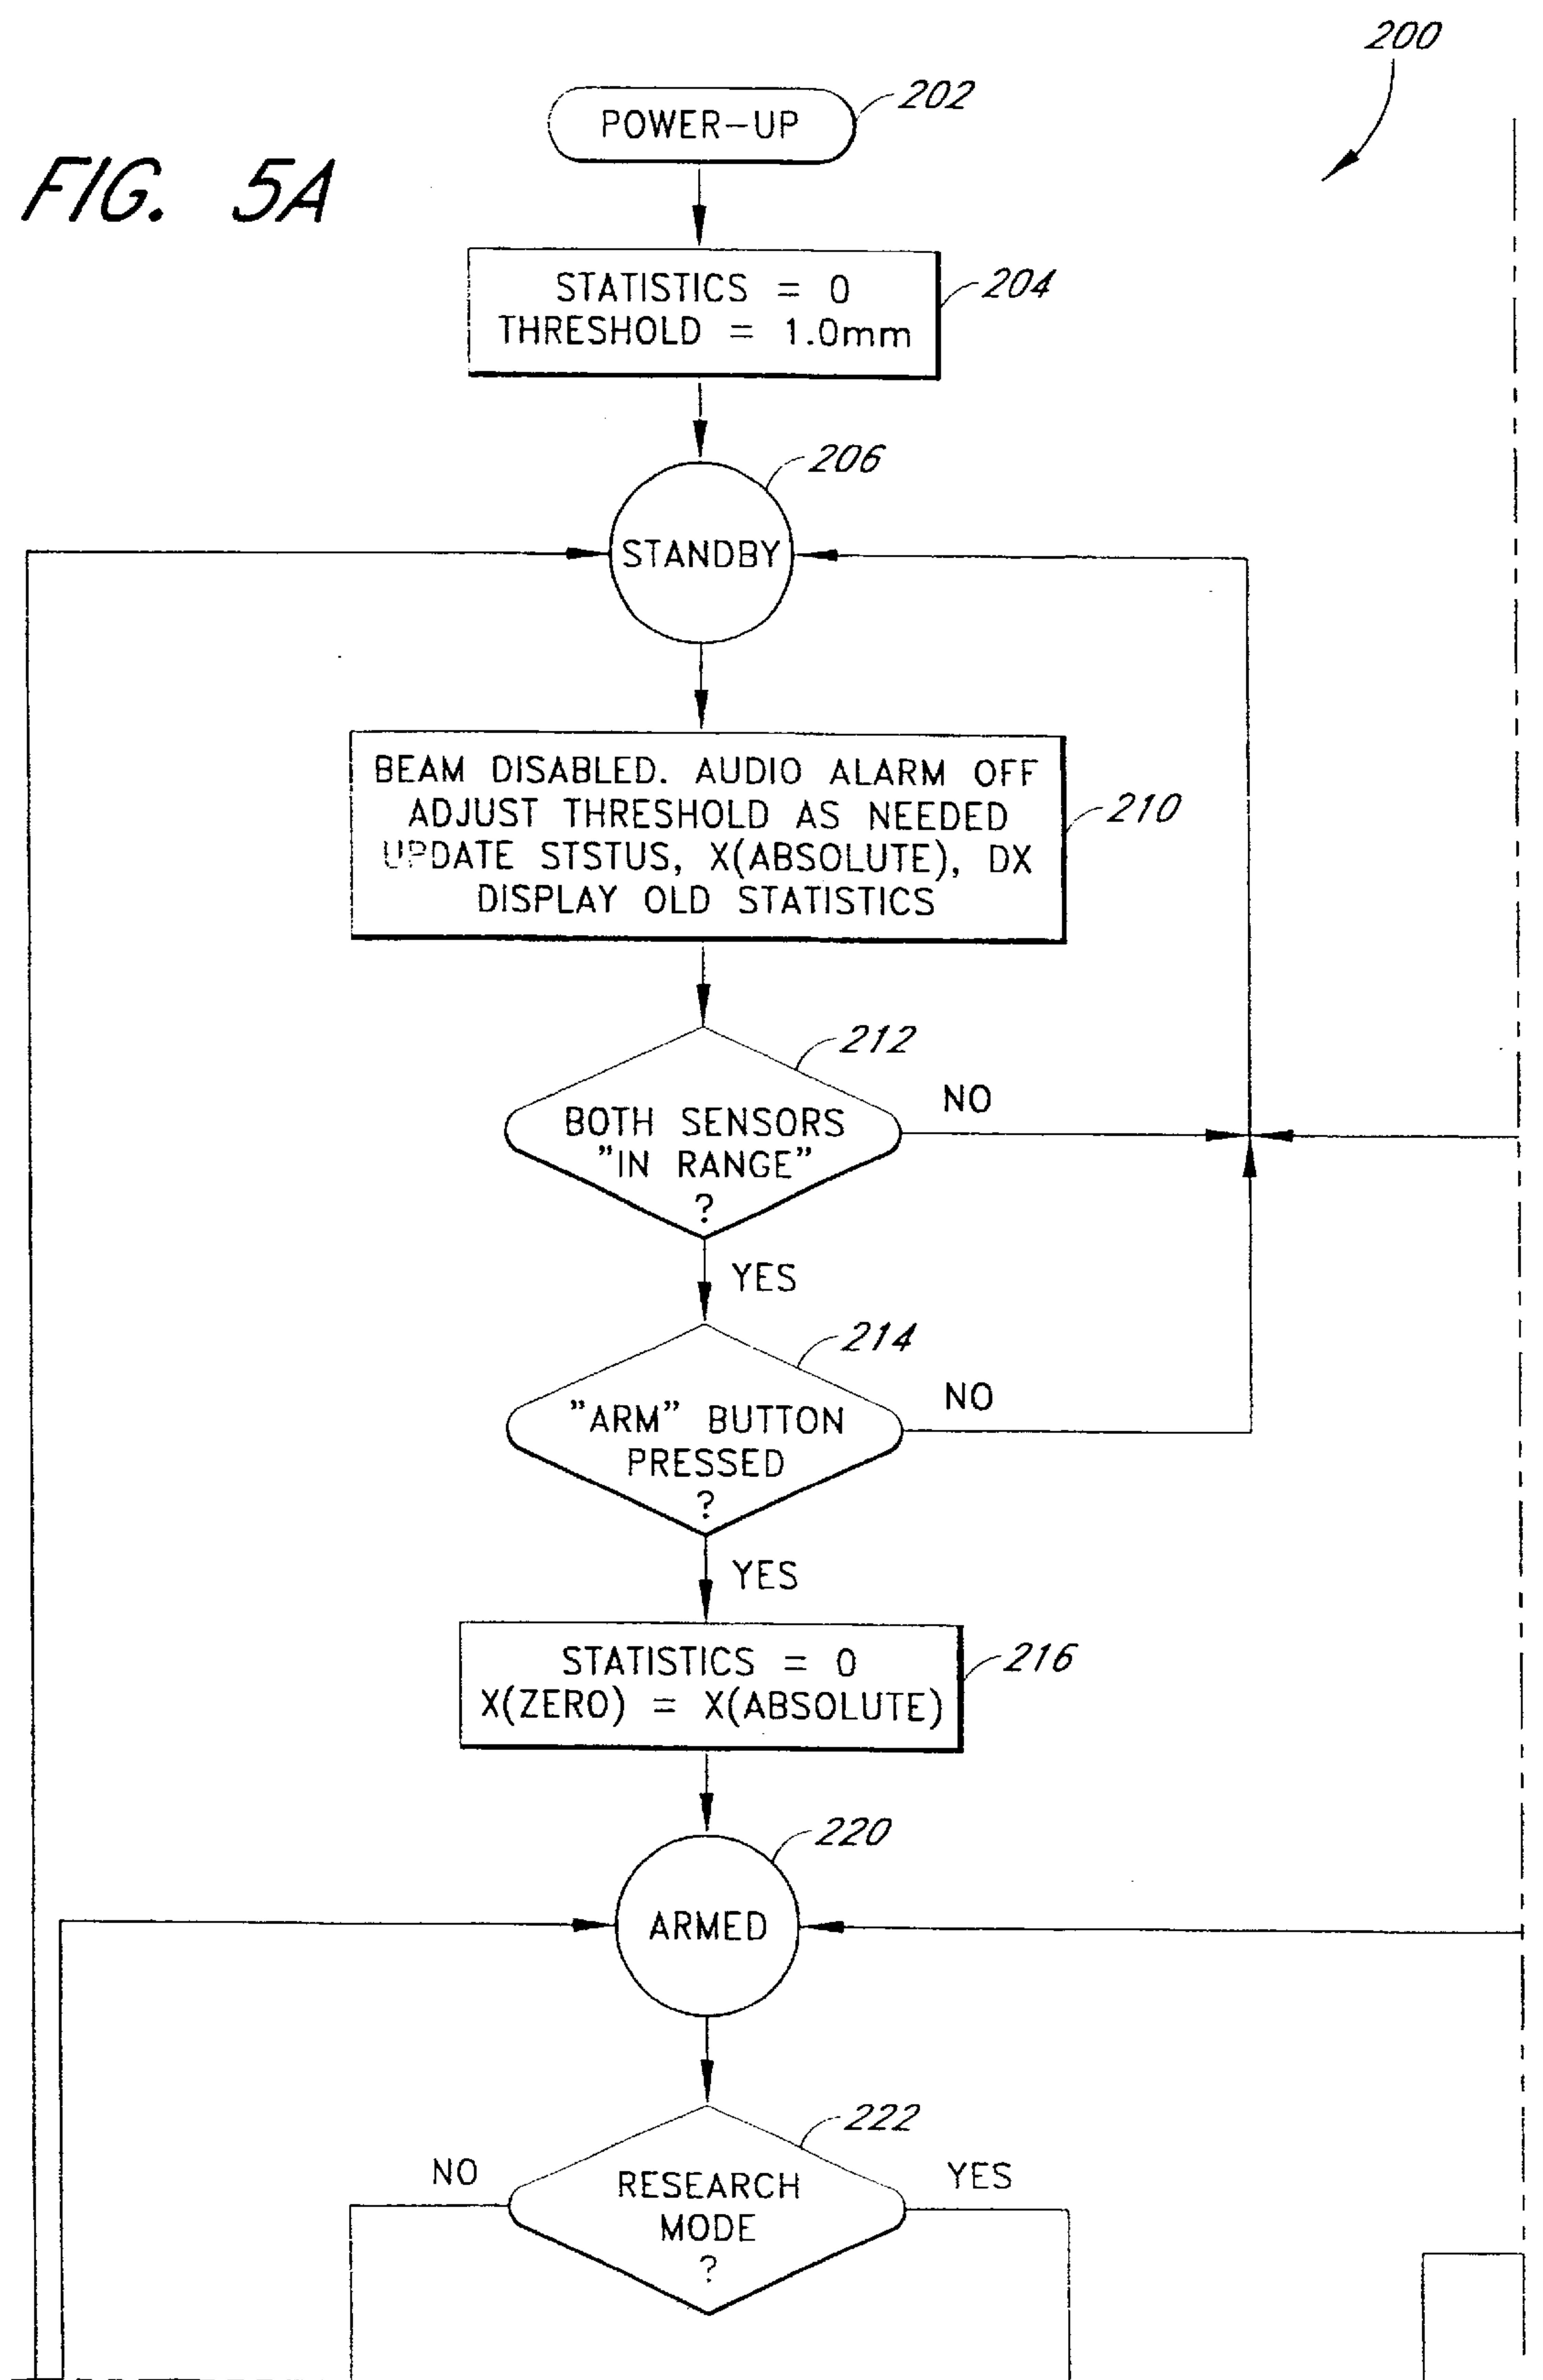 200
POWER-UP
202
FIG. 5A
STATISTICS = 0
THRESHOLD = 1.0mm
204
206
STANDBY
BEAM DISABLED. AUDIO ALARM OFF
ADJUST THRESHOLD AS NEEDED
UPDATE STSTUS, X(ABSOLUTE), DX
DISPLAY OLD STATISTICS
210
212
BOTH SENSORS
"IN RANGE"
?
NO
YES
214
"ARM" BUTTON
PRESSED
?
NO
YES
STATISTICS = 0
X(ZERO) = X(ABSOLUTE)
216
220
ARMED
222
NO
RESEARCH
MODE
?
YES